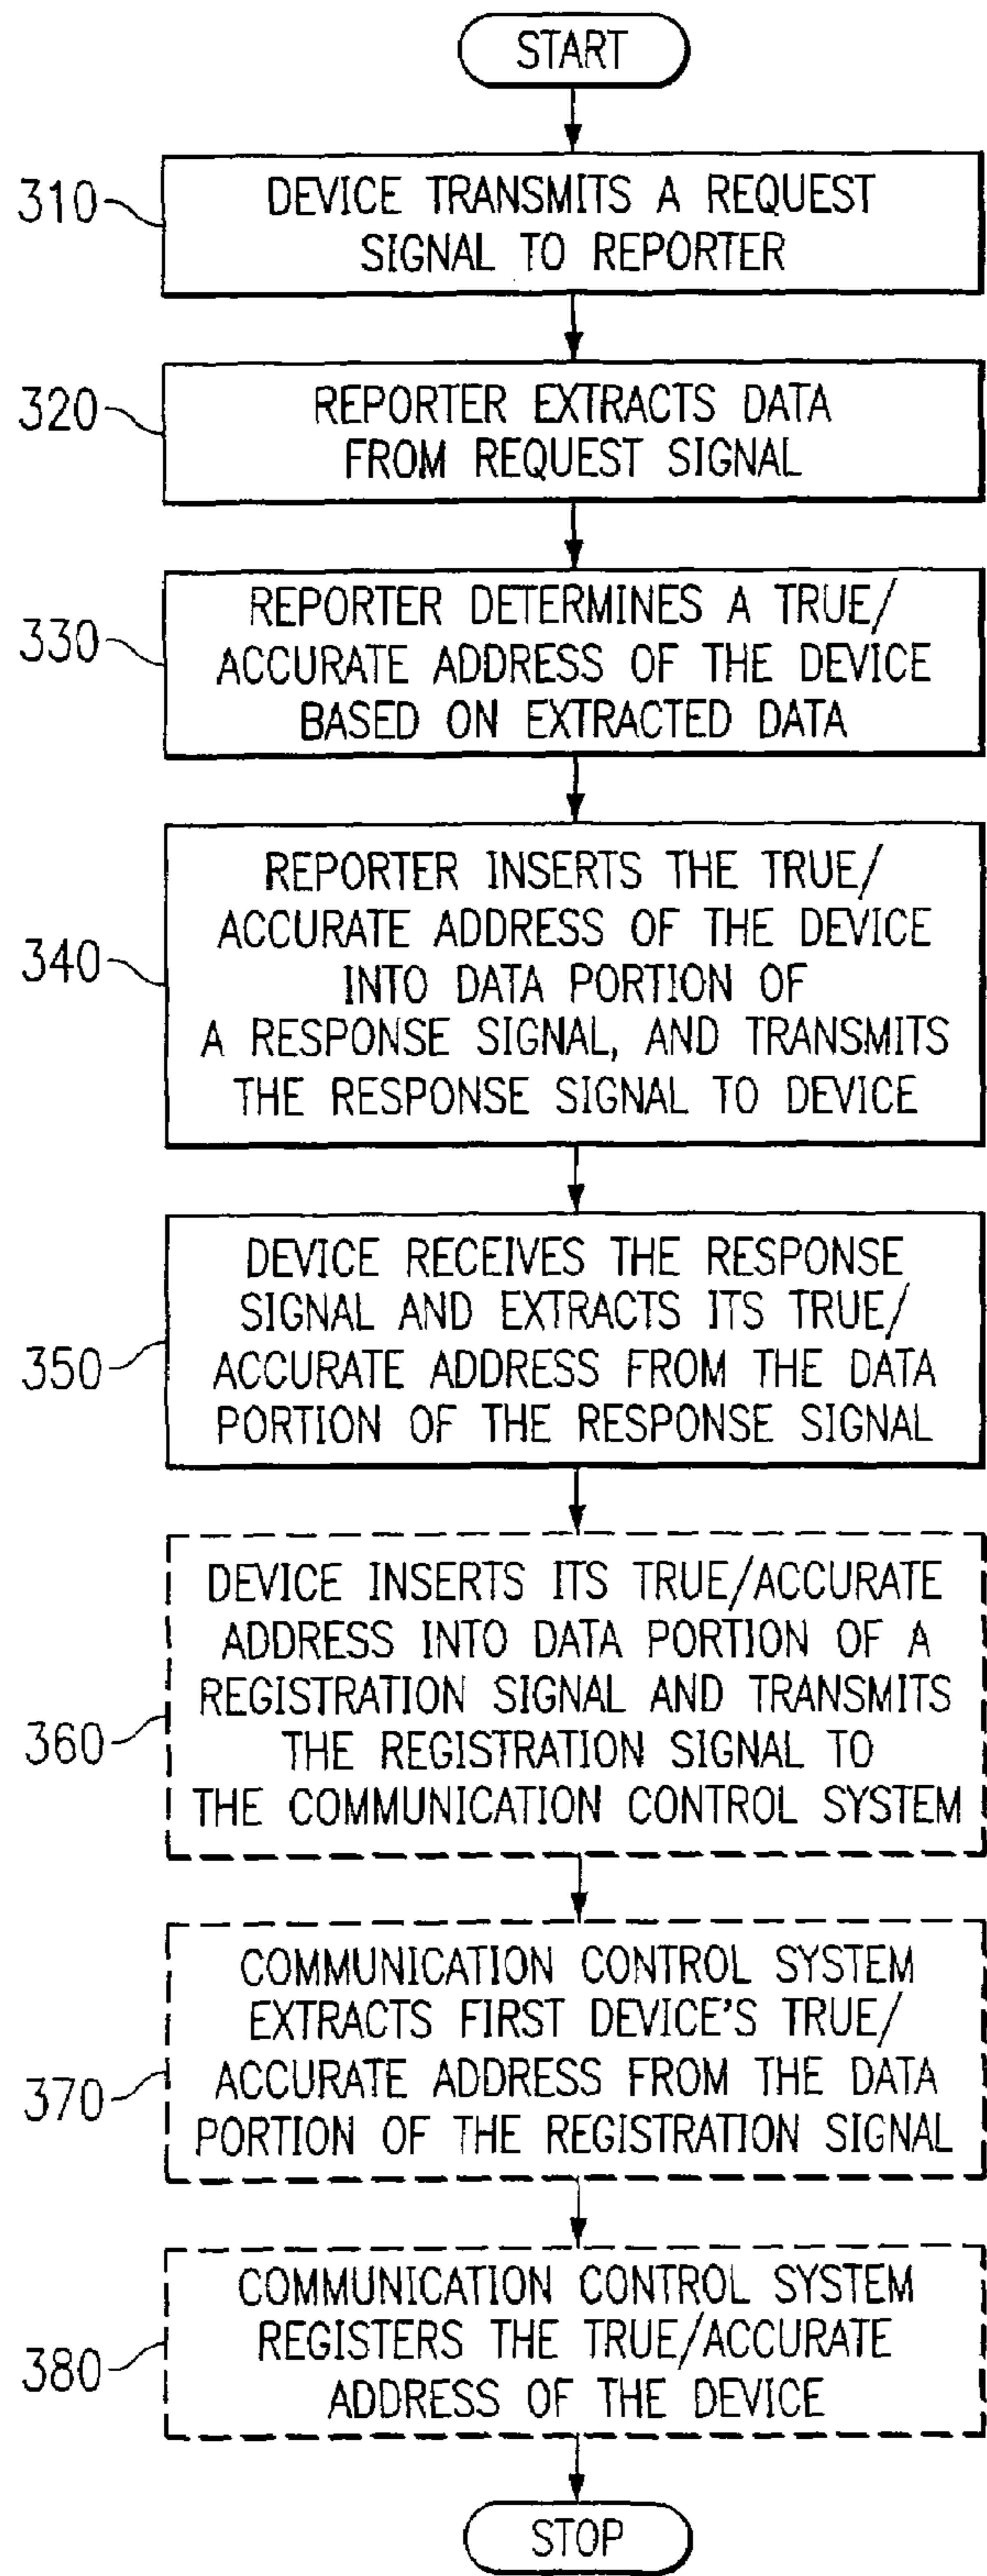 START
310
DEVICE TRANSMITS A REQUEST
SIGNAL TO REPORTER
320
REPORTER EXTRACTS DATA
FROM REQUEST SIGNAL
330
REPORTER DETERMINES A TRUE/
ACCURATE ADDRESS OF THE DEVICE
BASED ON EXTRACTED DATA
340
REPORTER INSERTS THE TRUE/
ACCURATE ADDRESS OF THE DEVICE
INTO DATA PORTION OF
A RESPONSE SIGNAL, AND TRANSMITS
THE RESPONSE SIGNAL TO DEVICE
350
DEVICE RECEIVES THE RESPONSE
SIGNAL AND EXTRACTS ITS TRUE/
ACCURATE ADDRESS FROM THE DATA
PORTION OF THE RESPONSE SIGNAL
360
DEVICE INSERTS ITS TRUE/ACCURATE
ADDRESS INTO DATA PORTION OF A
REGISTRATION SIGNAL AND TRANSMITS
THE REGISTRATION SIGNAL TO
THE COMMUNICATION CONTROL SYSTEM
370
COMMUNICATION CONTROL SYSTEM
EXTRACTS FIRST DEVICE'S TRUE/
ACCURATE ADDRESS FROM THE DATA
PORTION OF THE REGISTRATION SIGNAL
380
COMMUNICATION CONTROL SYSTEM
REGISTERS THE TRUE/ACCURATE
ADDRESS OF THE DEVICE
STOP